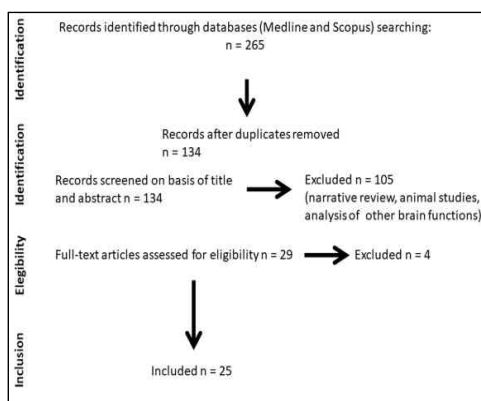 Identification
Records identified through databases (Medline and Scopus) searching:
n = 265
Identification
Records after duplicates removed
n = 134
Records screened on basis of title
and abstract n = 134
Excluded n = 105
(narrative review, animal studies,
analysis of other brain functions)
Elegibility
Full-text articles assessed for eligibility n = 29
Excluded n = 4
Inclusion
Included n = 25